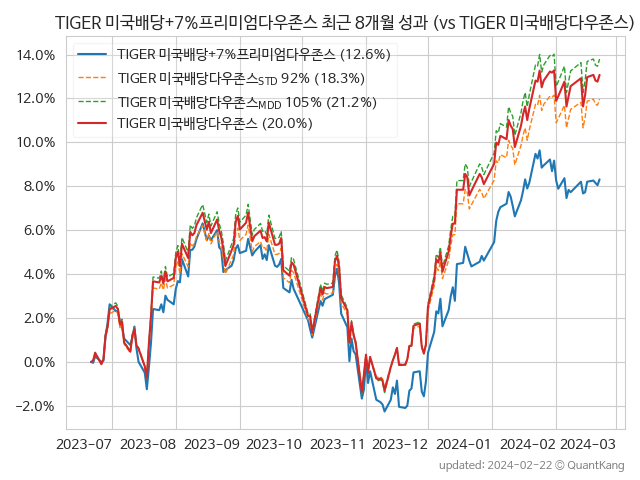 TIGER 미국배당+7%프리미엄다우존스 최근 8개월 성과 (vs TIGER 미국배당다우존스)
TIGER 미국배당+7%프리미엄다우존스 (12.6%)
TIGER 미국배당다우존스STD 92% (18.3%)
TIGER 미국배당다우존스MDD 105% (21.2%)
TIGER 미국배당다우존스 (20.0%)
14.0%
12.0%
10.0%
8.0%
6.0%
4.0%
2.0%
0.0%
−2.0%
2023-07 2023-08 2023-09 2023-10 2023-11 2023-12 2024-01 2024-02 2024-03
updated: 2024-02-22 © QuantKang